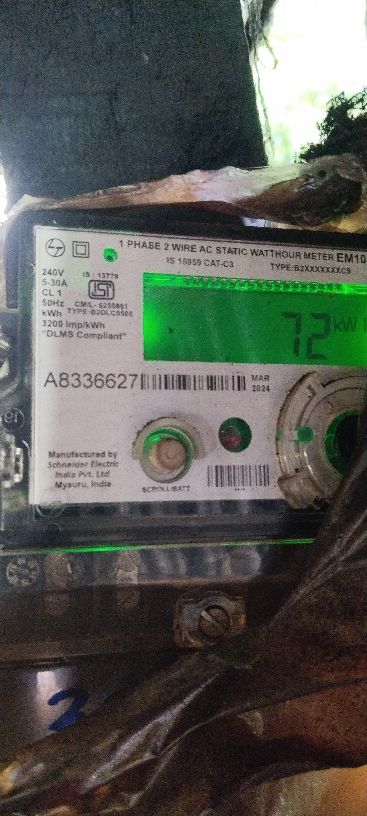 1 PHASE 2 WIRE AC STATIC WATTHOUR METER EM10
IS 15959 CAT-C3 TYPE:B2XXXXXXXCS
240V IS : 13779
5-30A
CL 1
50Hz CM/L-
kWh TYPE B2DLC0505
3200 imp/kWh
"DLMS Compliant"
72 kW
A8336627
MAR
2024
Manufactured by
Schneider Electric
India Pvt. Ltd.
Mysuru, India
SCROLL/BATT